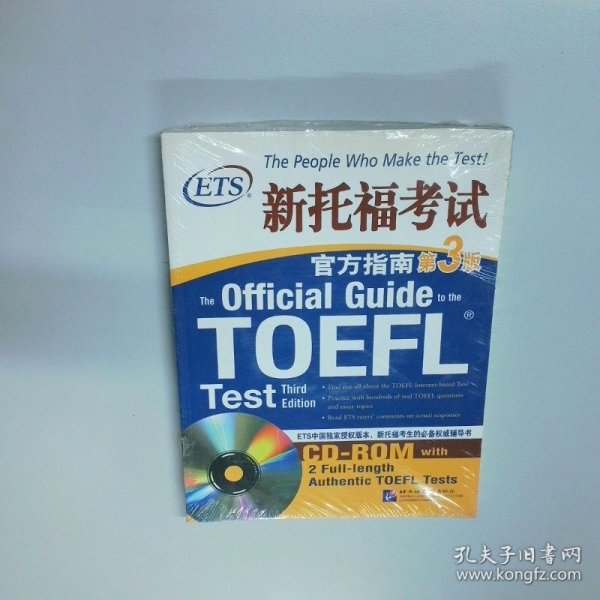 The People Who Make the Test!
ETS
新托福考试
官方指南第3版
The Official Guide to the
TOEFL®
Test Third Edition
• Find out all about the TOEFL Internet-based Test
• Practice with hundreds of real TOEFL questions
and essay topics
• Read ETS raters' comments on actual responses
ETS中国独家授权版本、新托福考生的必备权威辅导书
CD-ROM with
2 Full-length
Authentic TOEFL Tests
孔夫子旧书网
www.kongfz.com